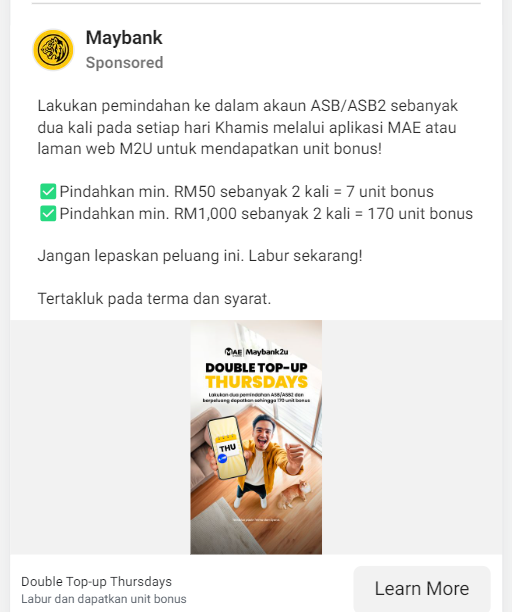 Maybank
Sponsored
Lakukan pemindahan ke dalam akaun ASB/ASB2 sebanyak
dua kali pada setiap hari Khamis melalui aplikasi MAE atau
laman web M2U untuk mendapatkan unit bonus!
✅Pindahkan min. RM50 sebanyak 2 kali = 7 unit bonus
✅Pindahkan min. RM1,000 sebanyak 2 kali = 170 unit bonus
Jangan lepaskan peluang ini. Labur sekarang!
Tertakluk pada terma dan syarat.
MAE Maybank2u
DOUBLE TOP-UP
THURSDAYS
Lakukan dua pemindahan ASB/ASB2 dan
berpeluang dapatkan sehingga 170 unit bonus
THU
Double Top-up Thursdays
Labur dan dapatkan unit bonus
Learn More